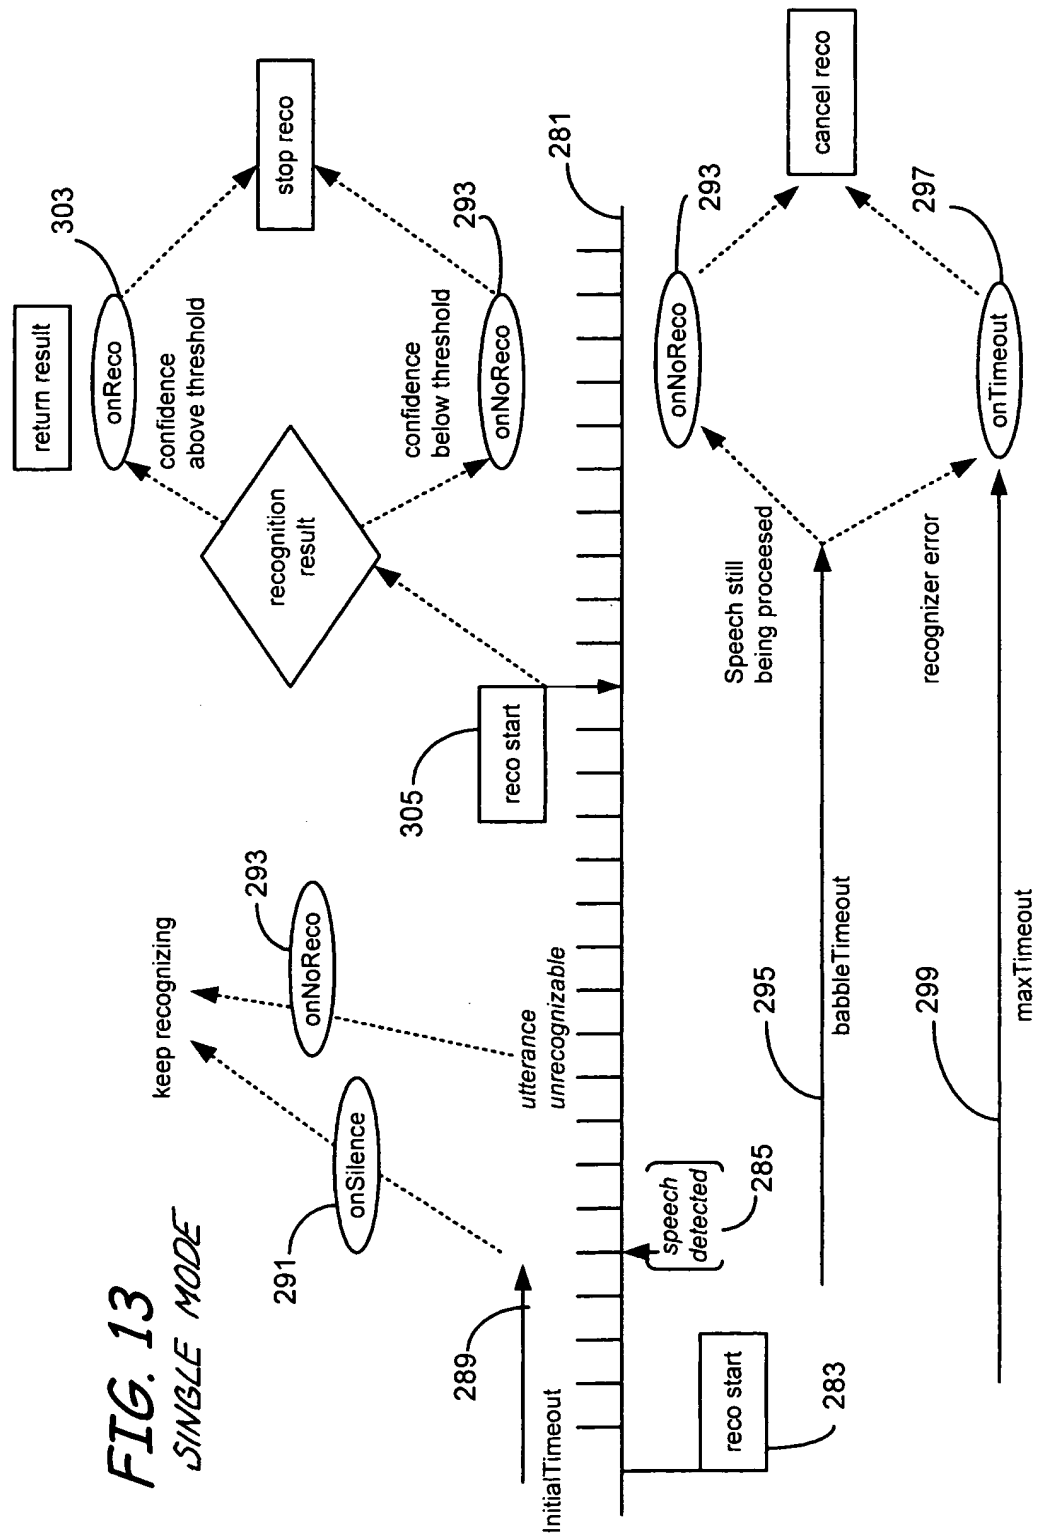 FIG. 13
SINGLE MODE
keep recognizing
291
onSilence
onNoReco
293
289
InitialTimeout
utterance
unrecognizable
305
reco start
recognition
result
return result
onReco
303
confidence
above threshold
confidence
below threshold
onNoReco
293
stop reco
281
reco start
283
speech
detected
285
295
babbleTimeout
Speech still
being proceesed
onNoReco
293
cancel reco
299
maxTimeout
recognizer error
onTimeout
297